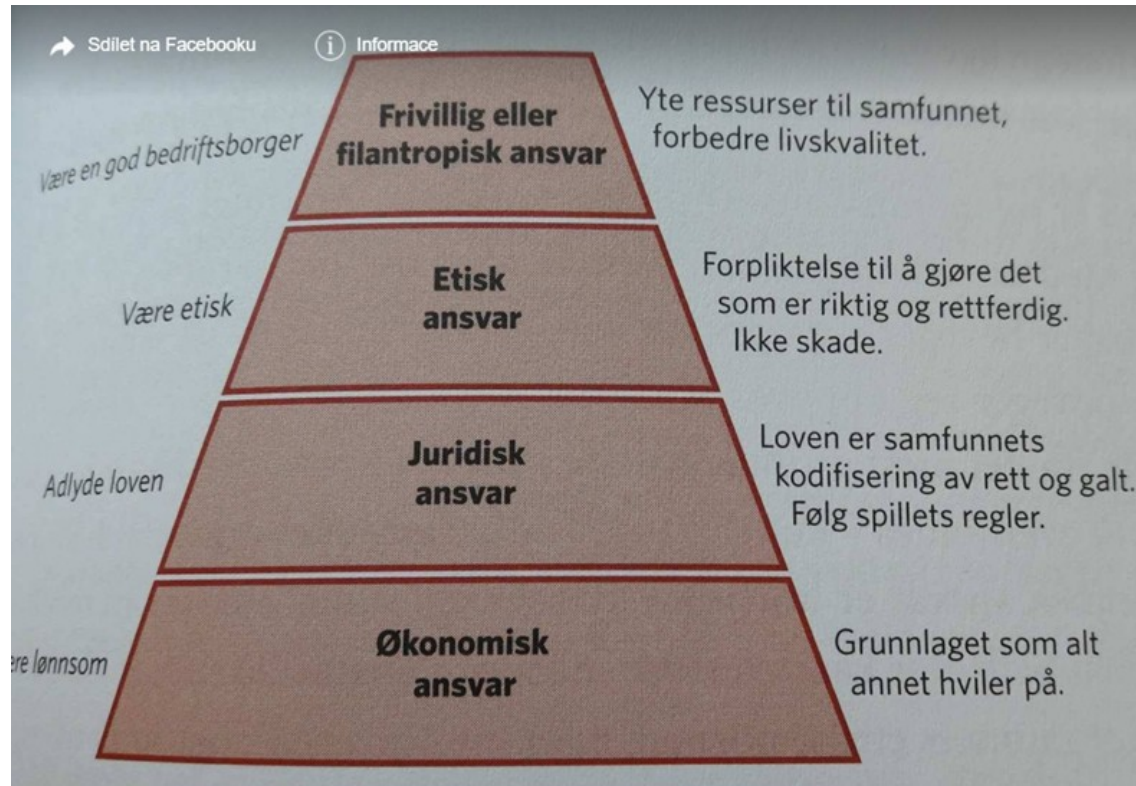 Sdílet na Facebooku
Informace
Være en god bedriftsborger
Frivillig eller
filantropisk ansvar
Yte ressurser til samfunnet,
forbedre livskvalitet.
Være etisk
Etisk
ansvar
Forpliktelse til å gjøre det
som er riktig og rettferdig.
Ikke skade.
Adlyde loven
Juridisk
ansvar
Loven er samfunnets
kodifisering av rett og galt.
Følg spillets regler.
lønnsom
Økonomisk
ansvar
Grunnlaget som alt
annet hviler på.